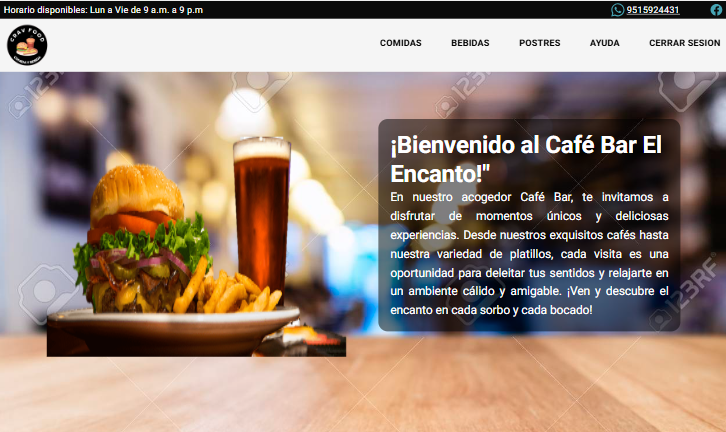 Horario disponibles: Lun a Vie de 9 a.m. a 9 p.m
9515924431
CRAV FOOD
COMIDAS
BEBIDAS
POSTRES
AYUDA
CERRAR SESION
¡Bienvenido al Café Bar El
Encanto!"
En nuestro acogedor Café Bar, te invitamos a
disfrutar de momentos únicos y deliciosas
experiencias. Desde nuestros exquisitos cafés hasta
nuestra variedad de platillos, cada visita es una
oportunidad para deleitar tus sentidos y relajarte en
un ambiente cálido y amigable. ¡Ven y descubre el
encanto en cada sorbo y cada bocado!
123RF
123RF
123RF